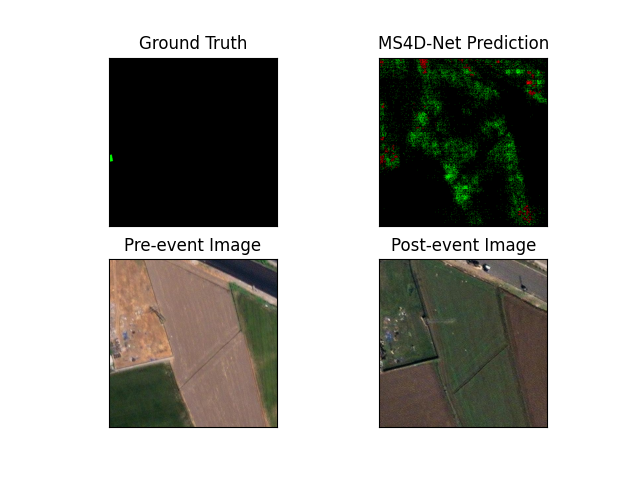 Ground Truth
MS4D-Net Prediction
Pre-event Image
Post-event Image